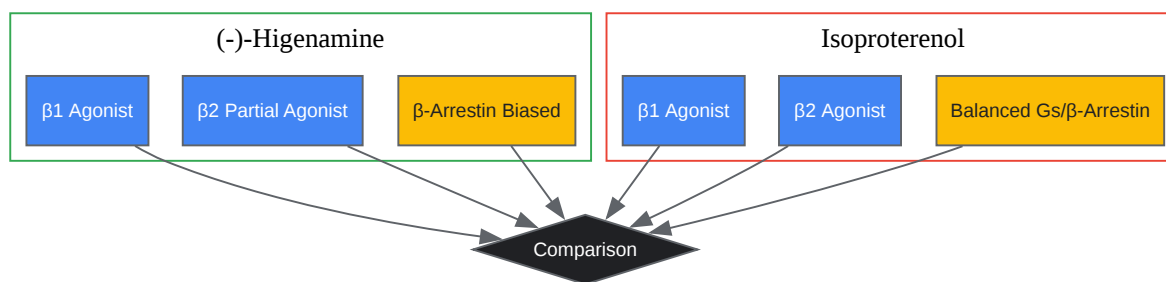 (-)-Higenamine
Isoproterenol
β1 Agonist
β2 Partial Agonist
β-Arrestin Biased
β1 Agonist
β2 Agonist
Balanced Gs/β-Arrestin
Comparison